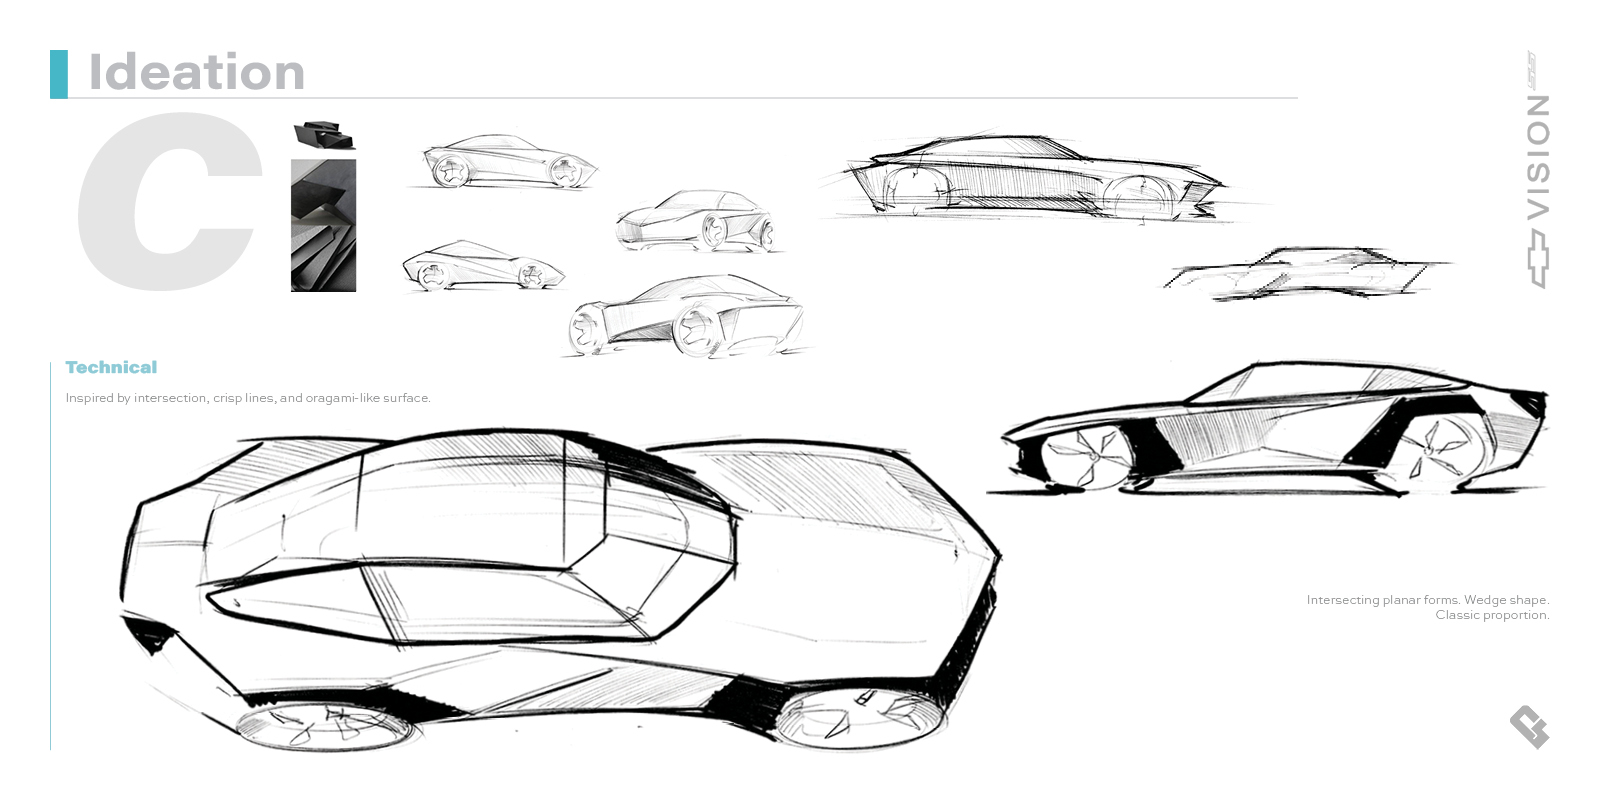 Ideation
C
VISION SS
Technical
Inspired by intersection, crisp lines, and oragami-like surface.
Intersecting planar forms. Wedge shape.
Classic proportion.